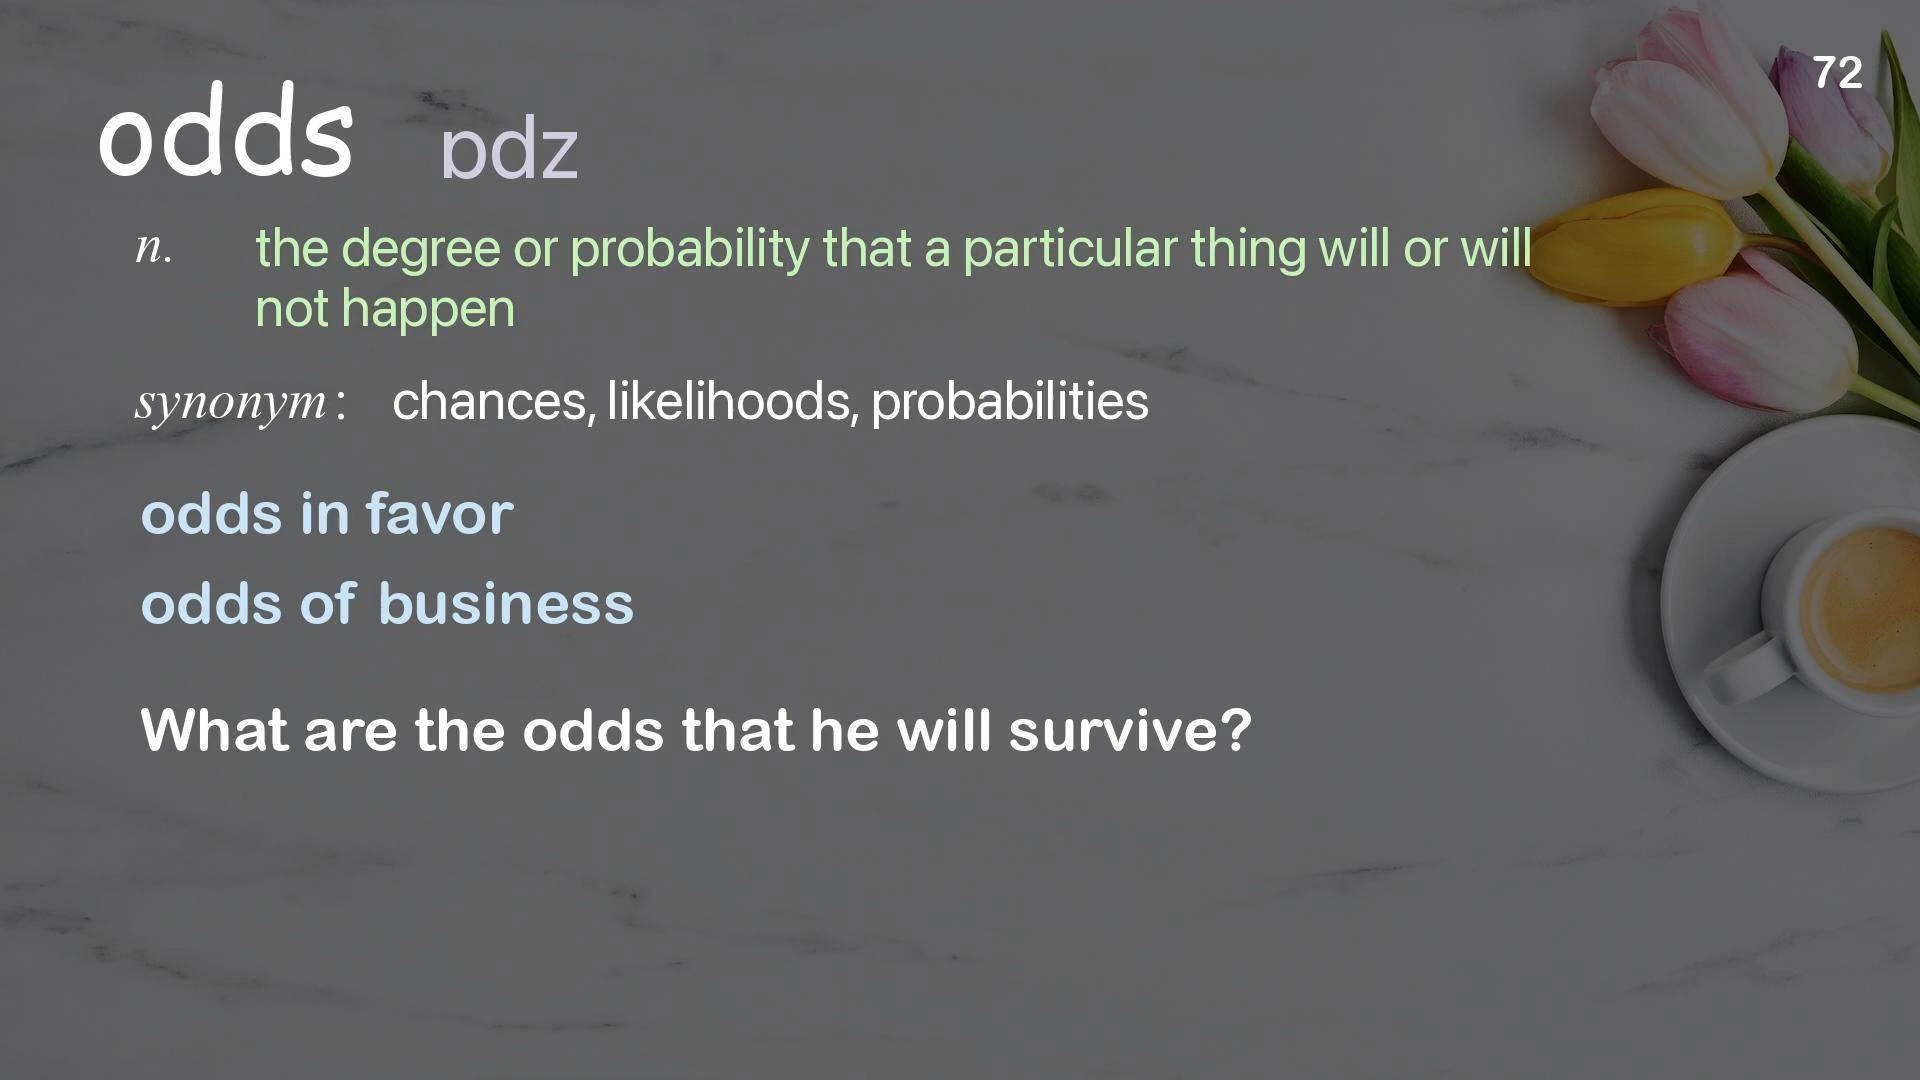 72
odds ɒdz
n. the degree or probability that a particular thing will or will
not happen
synonym : chances, likelihoods, probabilities
odds in favor
odds of business
What are the odds that he will survive?